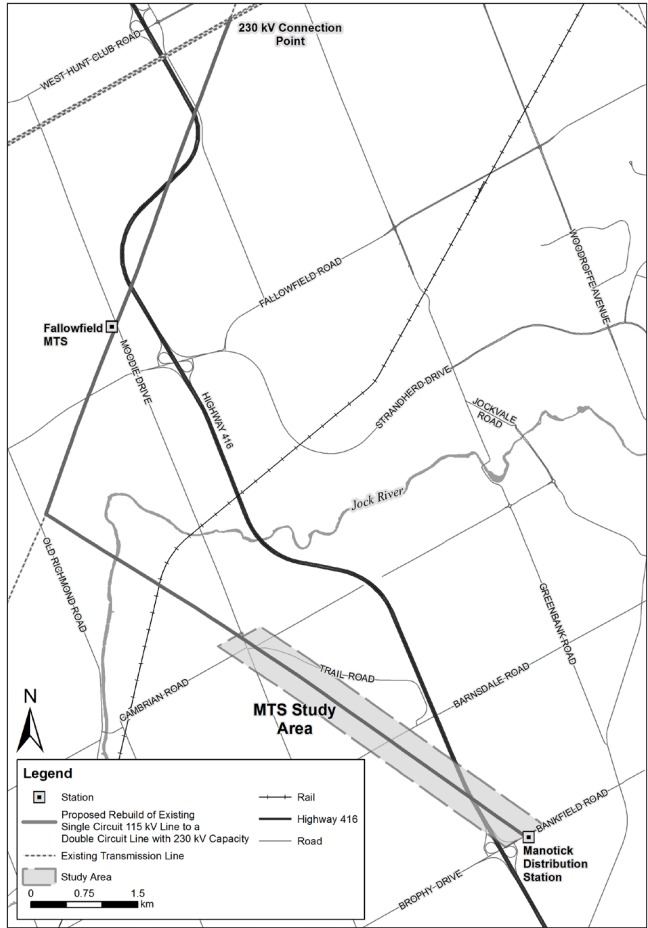 230 kV Connection
Point
WEST HUNT CLUB ROAD
WOODROFFE AVENUE
FALLOWFIELD ROAD
Fallowfield
MTS
MOODIE DRIVE
STRANDHERD DRIVE
HIGHWAY 416
JOCKVALE
ROAD
Jock River
OLD RICHMOND ROAD
GREENBANK ROAD
TRAIL ROAD
BARNSDALE ROAD
CAMBRIAN ROAD
MTS Study
Area
N
BANKFIELD ROAD
Manotick
Distribution
Station
BROPHY DRIVE
Legend
Station
Proposed Rebuild of Existing
Single Circuit 115 kV Line to a
Double Circuit Line with 230 kV Capacity
Existing Transmission Line
Study Area
Rail
Highway 416
Road
0 0.75 1.5
km